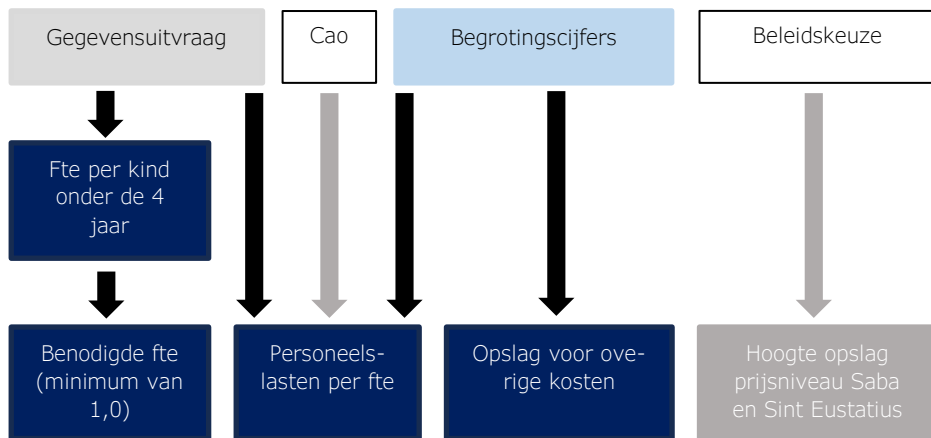 Gegevensuitvraag
Cao
Begrotingscijfers
Beleidskeuze
Fte per kind
onder de 4
jaar
Benodigde fte
(minimum van
1,0)
Personeels-
lasten per fte
Opslag voor ove-
rige kosten
Hoogte opslag
prijsniveau Saba
en Sint Eustatius